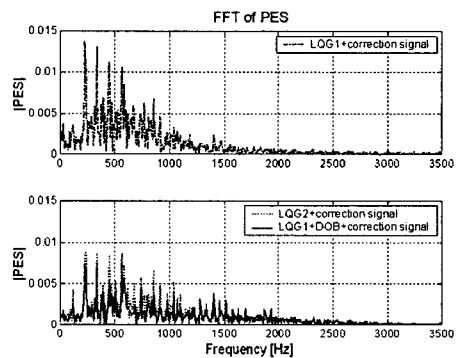 FFT of PES
0.015
LQG1+correction signal
0.01
|PES|
0.005
0
0 500 1000 1500 2000 2500 3000 3500
0.015
LQG2+correction signal
LQG1+DOB+correction signal
0.01
|PES|
0.005
0
0 500 1000 1500 2000 2500 3000 3500
Frequency [Hz]